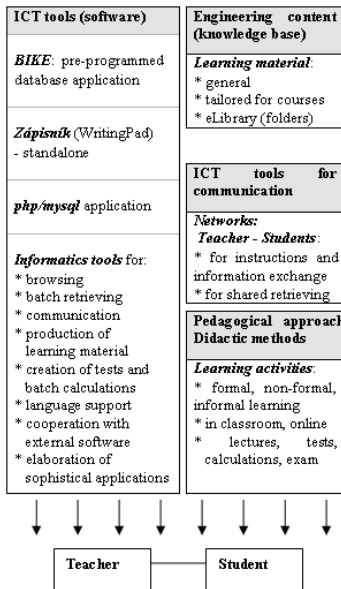 ICT tools (software)
BIKE: pre-programmed
database application
Zápisník (WritingPad)
- standalone
php/mysql application
Informatics tools for:
* browsing
* batch retrieving
* communication
* production of
learning material
* creation of tests and
batch calculations
* language support
* cooperation with
external software
* elaboration of
sophistical applications
Engineering content
(knowledge base)
Learning material:
* general
* tailored for courses
* eLibrary (folders)
ICT tools for
communication
Networks:
Teacher - Students:
* for instructions and
information exchange
* for shared retrieving
Pedagogical approach
Didactic methods
Learning activities:
* formal, non-formal,
informal learning
* in classroom, online
* lectures, tests,
calculations, exam
Teacher
Student